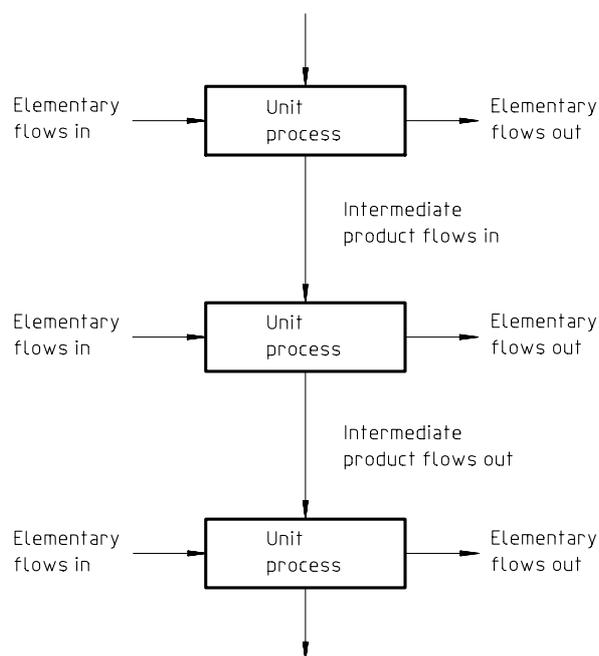 Elementary
flows in
Unit
process
Elementary
flows out
Intermediate
product flows in
Elementary
flows in
Unit
process
Elementary
flows out
Intermediate
product flows out
Elementary
flows in
Unit
process
Elementary
flows out